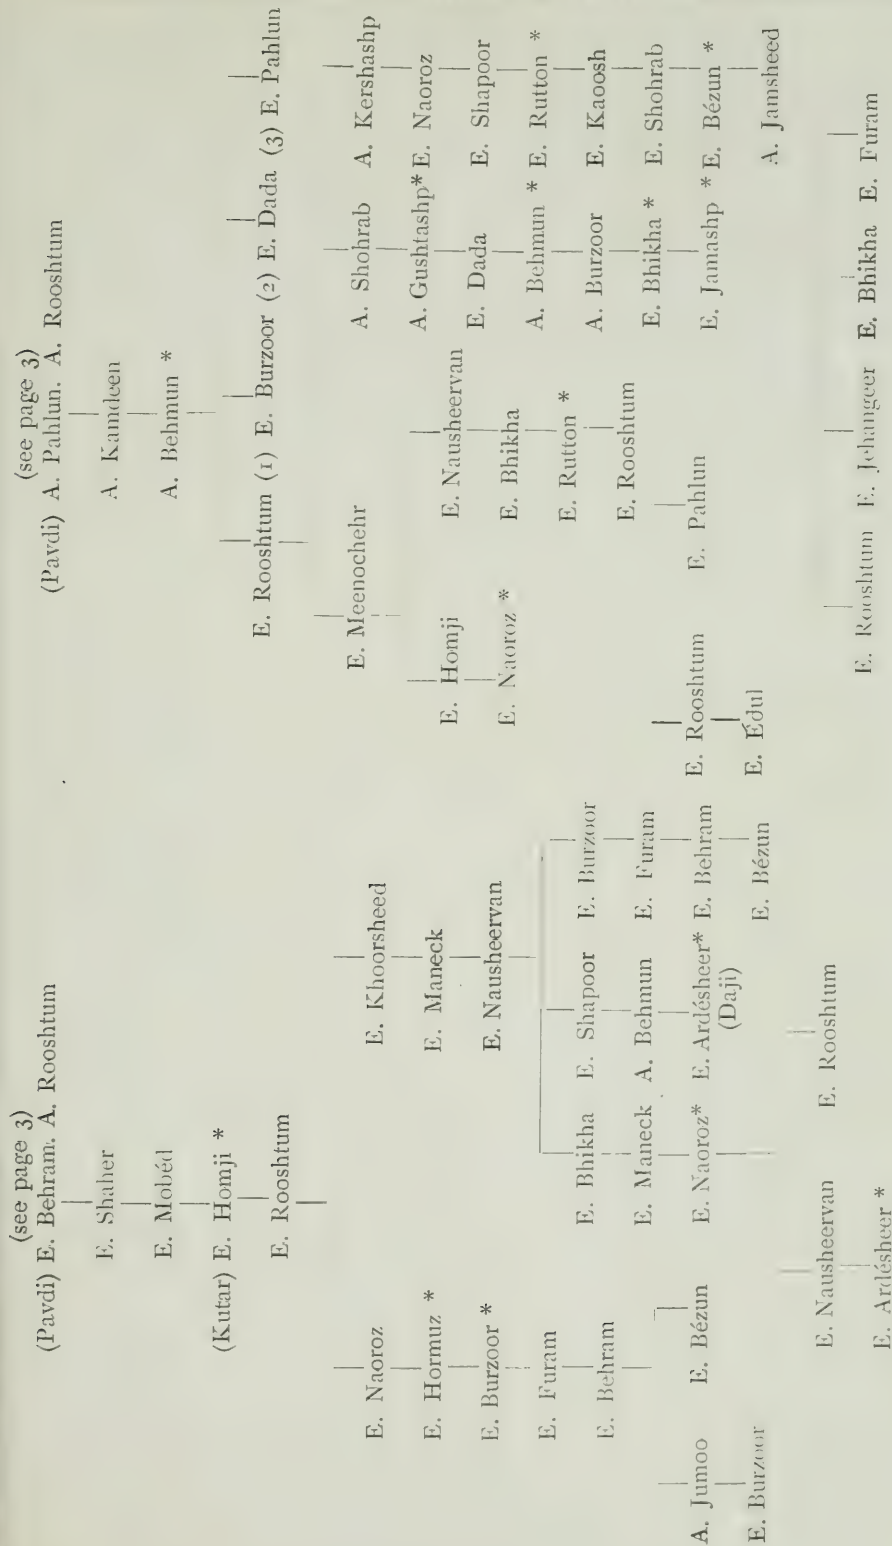 (see page 3)
(Pavdi) E. Behram. A. Rooshtum
E. Shaher
E. Mobéd
(Kutar) E. Homji *
E. Rooshtum
E. Naoroz
E. Khoorsheed
E. Hormuz *
E. Maneck
E. Burzoor *
E. Nausheervan
E. Furam
E. Behram
E. Bhikha E. Shapoor E. Burzoor
E. Maneck A. Behmun E. Furam
E. Naoroz* E. Ardésheer* E. Behram
(Daji)
E. Bézun
A. Jumoo E. Bézun
E. Burzoor
E. Nausheervan E. Rooshtum
E. Ardésheer *
(see page 3)
(Pavdi) A. Pahlun. A. Rooshtum
A. Kamdeen
A. Behmun *
E. Rooshtum (1) E. Burzoor (2) E. Dada (3) E. Pahlun
E. Meenochehr
A. Shohrab A. Kershashp
A. Gushtashp* E. Naoroz
E. Homji E. Nausheervan
E. Dada E. Shapoor
E. Naoroz * E. Bhikha
A. Behmun * E. Rutton *
E. Rutton *
A. Burzoor E. Kaoosh
E. Rooshtum
E. Bhikha * E. Shohrab
E. Rooshtum E. Pahlun
E. Jamashp * E. Bézun *
E. Édul
A. Jamsheed
E. Rooshtum E. Jehangeer E. Bhikha E. Furam